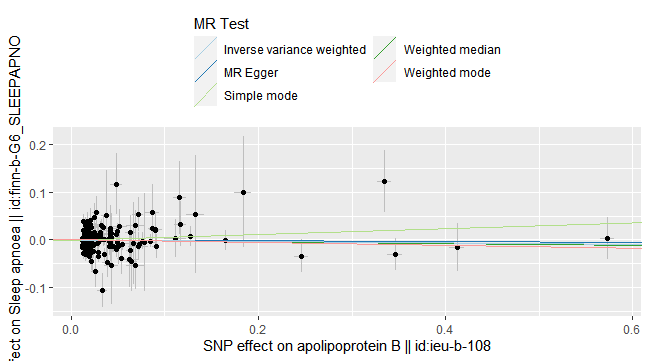 MR Test
Inverse variance weighted
Weighted median
MR Egger
Weighted mode
Simple mode
ffect on Sleep apnoea || id:finn-b-G6_SLEEPAPNO
0.2
0.1
0.0
-0.1
0.0
0.2
0.4
0.6
SNP effect on apolipoprotein B || id:ieu-b-108